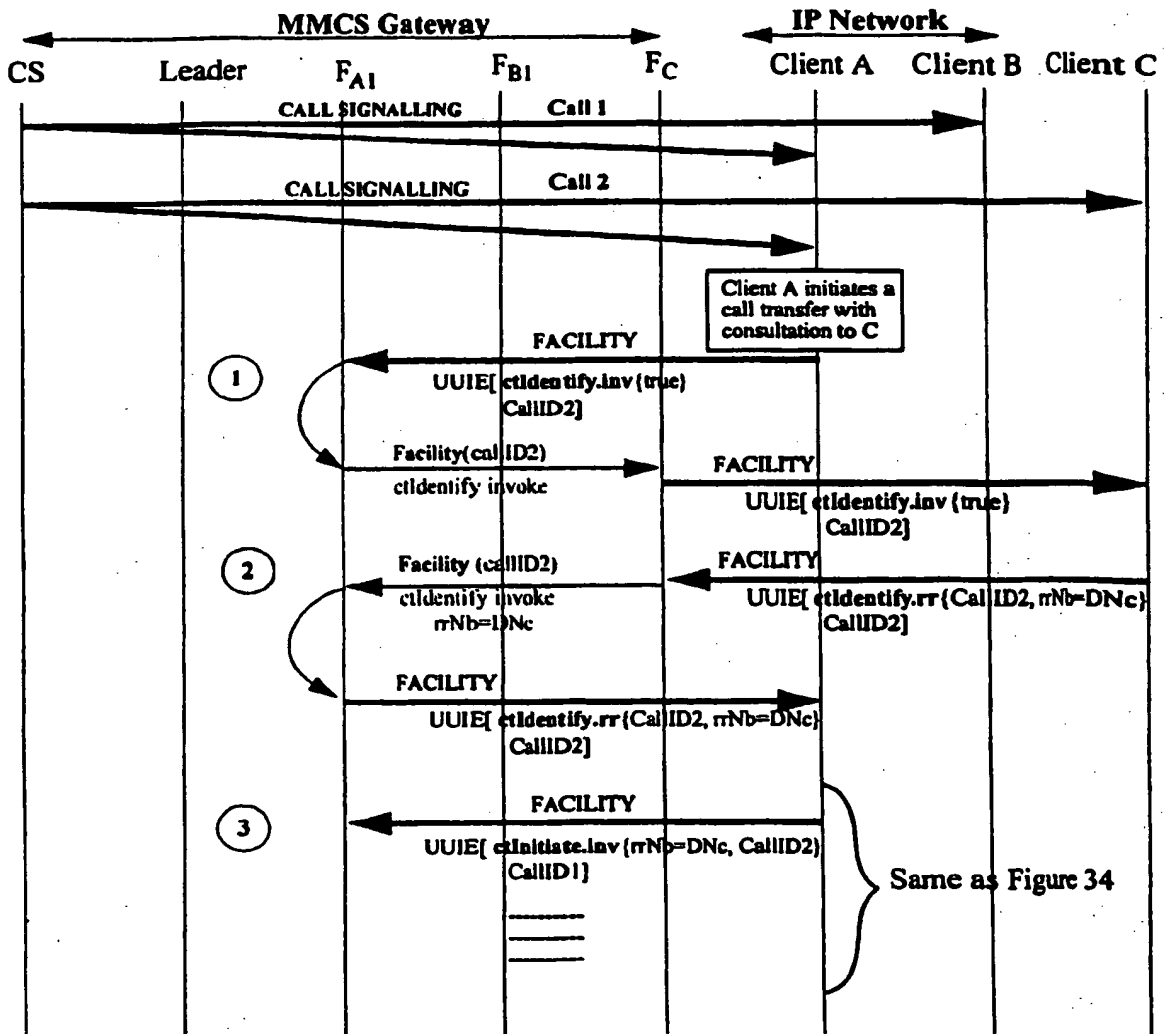 MMCS Gateway
IP Network
CS Leader FA1 FB1 FC Client A Client B Client C
CALL SIGNALLING Call 1
CALL SIGNALLING Call 2
Client A initiates a
call transfer with
consultation to C
FACILITY
1
UUIE[ ctIdentify.inv{true}
CallID2]
Facility(callID2)
ctIdentify invoke
FACILITY
UUIE[ ctIdentify.inv{true}
CallID2]
2
Facility (callID2)
ctIdentify invoke
rrNb=DNc
FACILITY
UUIE[ ctIdentify.rr{CallID2, rrNb=DNc}
CallID2]
FACILITY
UUIE[ ctIdentify.rr{CallID2, rrNb=DNc}
CallID2]
3
FACILITY
UUIE[ ctInitiate.inv{rrNb=DNc, CallID2}
CallID1]
Same as Figure 34